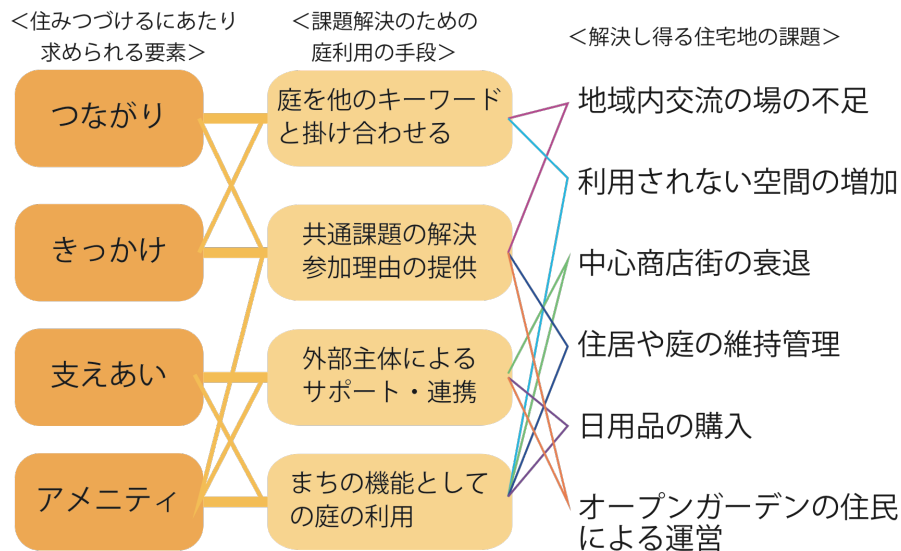 ＜住みつづけるにあたり
求められる要素＞
つながり
きっかけ
支えあい
アメニティ
＜課題解決のための
庭利用の手段＞
庭を他のキーワード
と掛け合わせる
共通課題の解決
参加理由の提供
外部主体による
サポート・連携
まちの機能として
の庭の利用
＜解決し得る住宅地の課題＞
地域内交流の場の不足
利用されない空間の増加
中心商店街の衰退
住居や庭の維持管理
日用品の購入
オープンガーデンの住民
による運営